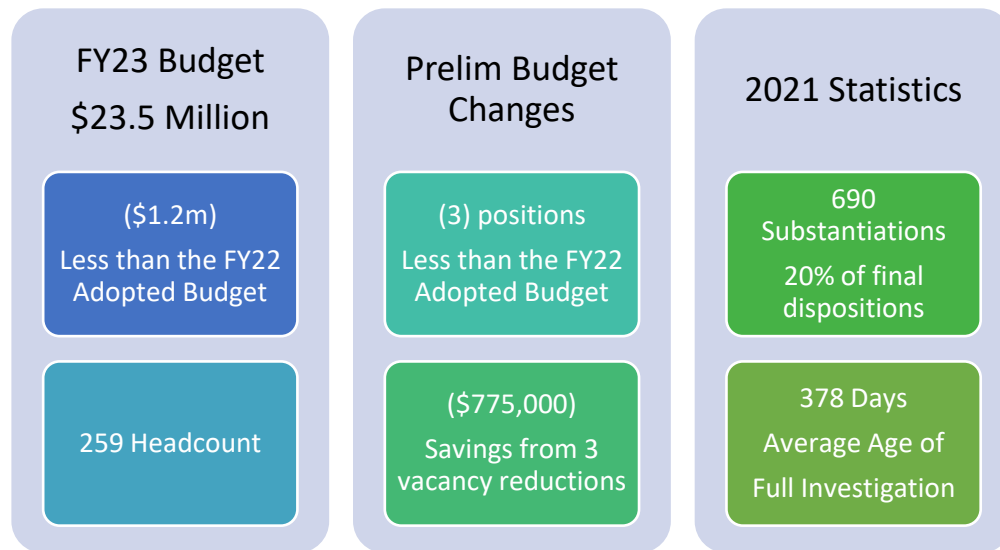 FY23 Budget
$23.5 Million
($1.2m)
Less than the FY22
Adopted Budget
259 Headcount
Prelim Budget
Changes
(3) positions
Less than the FY22
Adopted Budget
($775,000)
Savings from 3
vacancy reductions
2021 Statistics
690
Substantiations
20% of final
dispositions
378 Days
Average Age of
Full Investigation